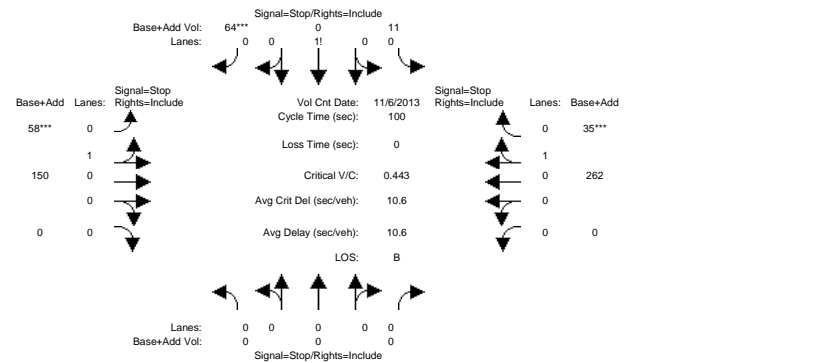 Signal=Stop/Rights=Include
Base+Add Vol: 64*** 0 11
Lanes: 0 0 1! 0 0
Signal=Stop Signal=Stop
Base+Add Lanes: Rights=Include Vol Cnt Date: 11/6/2013 Rights=Include Lanes: Base+Add
Cycle Time (sec): 100
58*** 0 0 35***
Loss Time (sec): 0
1 1
150 0 Critical V/C: 0.443 0 262
0 Avg Crit Del (sec/veh): 10.6 0
0 0 Avg Delay (sec/veh): 10.6 0 0
LOS: B
Lanes: 0 0 0 0 0
Base+Add Vol: 0 0 0
Signal=Stop/Rights=Include